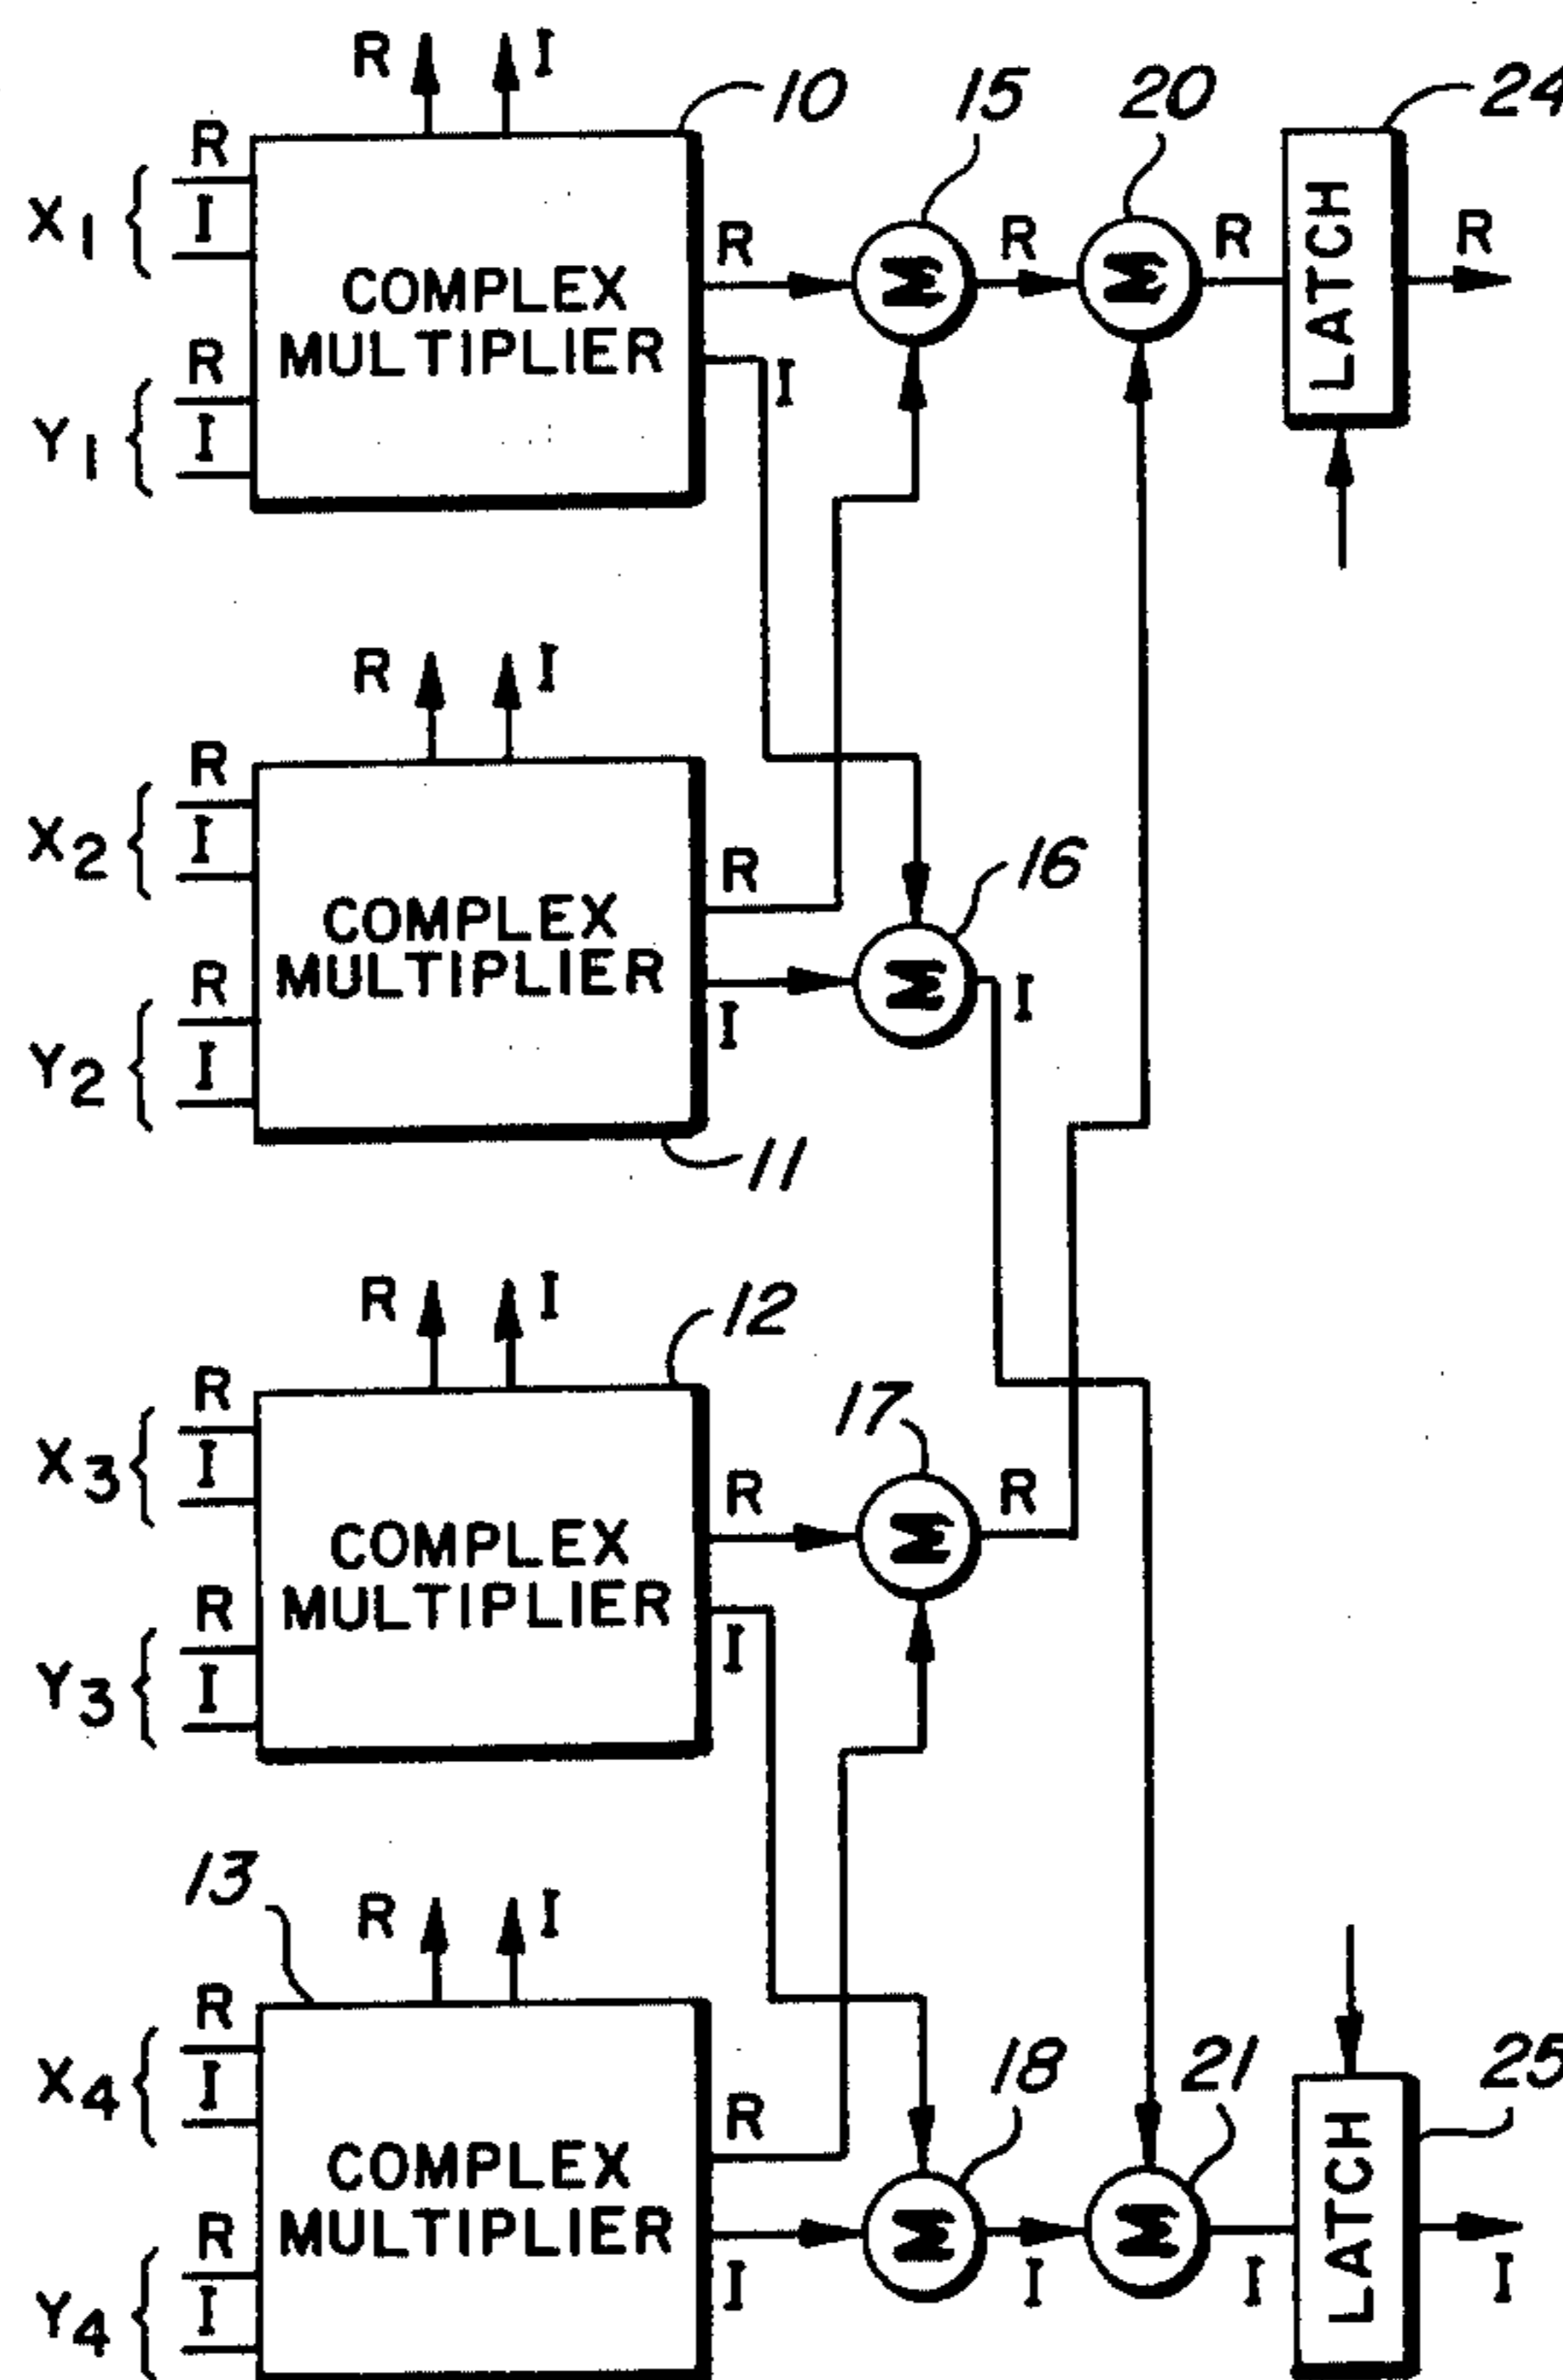 R I
10 15 20 24
X1 R
I
R R R LATCH R
COMPLEX
MULTIPLIER
Σ Σ
Y1 R
I
I
R I
X2 R
I
R
16
COMPLEX
MULTIPLIER
Σ
Y2 R
I
I I
11
R I
12
X3 R
I
17
R R
COMPLEX
MULTIPLIER
Σ
Y3 R
I
I
13
R I
X4 R
I
18 21 25
R
COMPLEX
MULTIPLIER
Σ Σ LATCH
Y4 R
I
I I I I